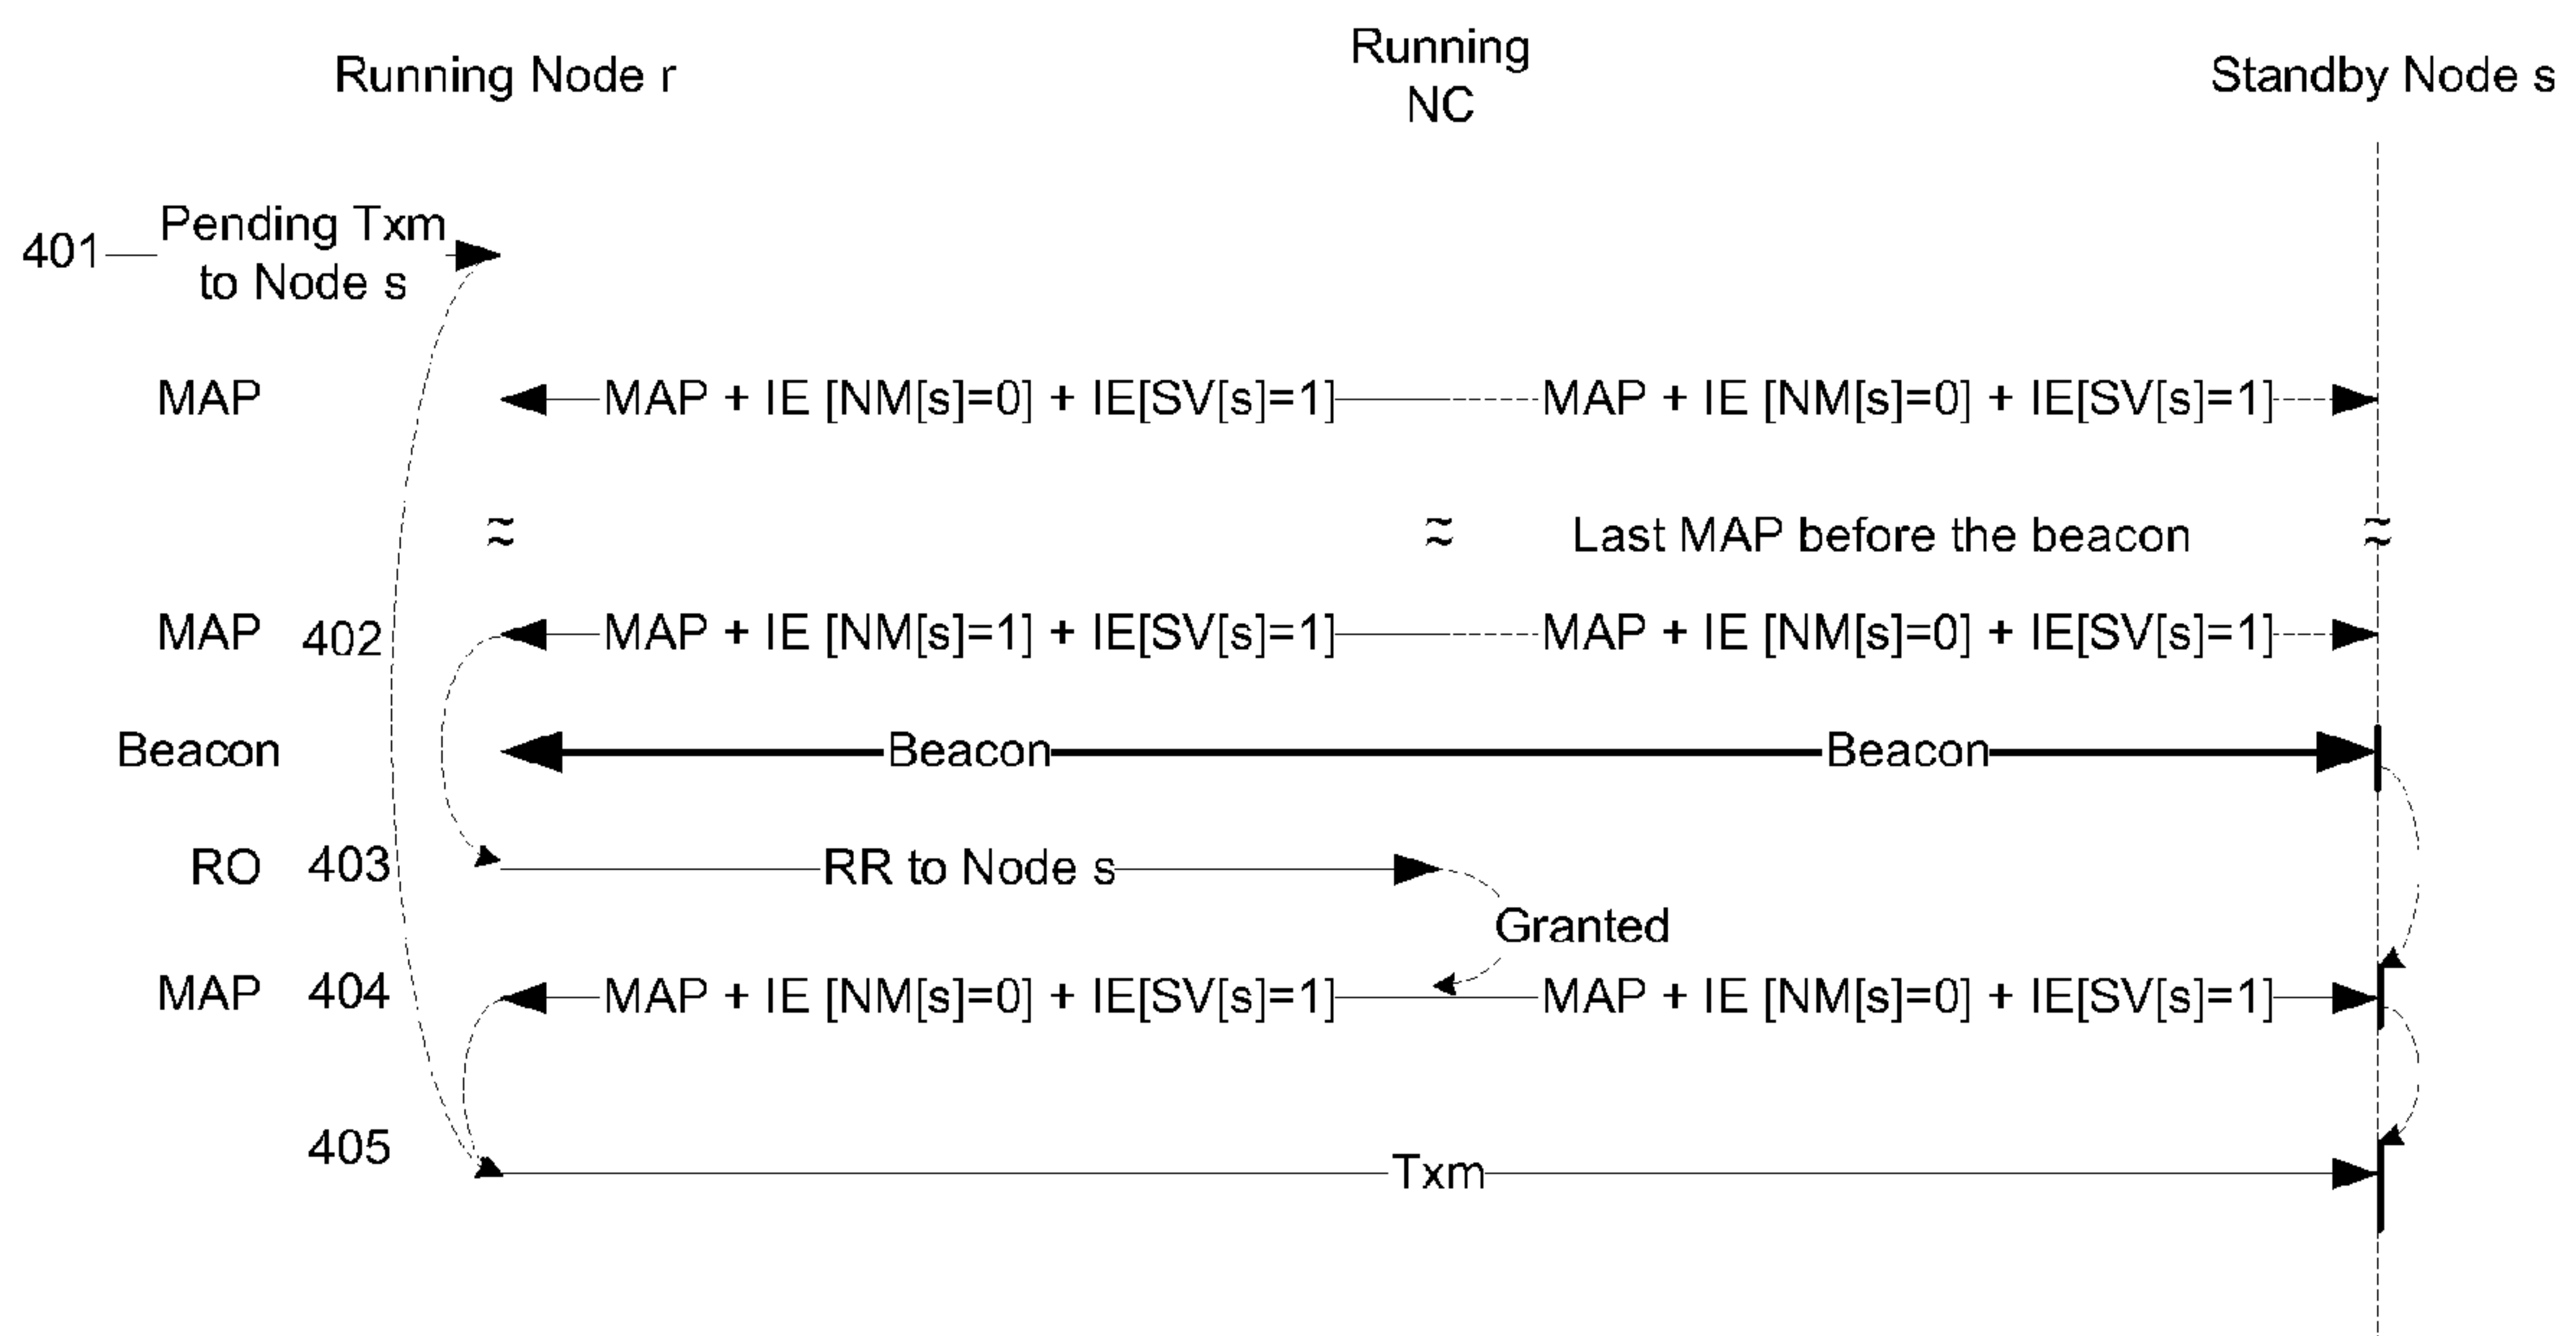 Running Node r
Running
NC
Standby Node s
401
Pending Txm
to Node s
MAP
MAP + IE [NM[s]=0] + IE[SV[s]=1]
MAP + IE [NM[s]=0] + IE[SV[s]=1]
Last MAP before the beacon
MAP
402
MAP + IE [NM[s]=1] + IE[SV[s]=1]
MAP + IE [NM[s]=0] + IE[SV[s]=1]
Beacon
Beacon
Beacon
RO
403
RR to Node s
Granted
MAP
404
MAP + IE [NM[s]=0] + IE[SV[s]=1]
MAP + IE [NM[s]=0] + IE[SV[s]=1]
405
Txm